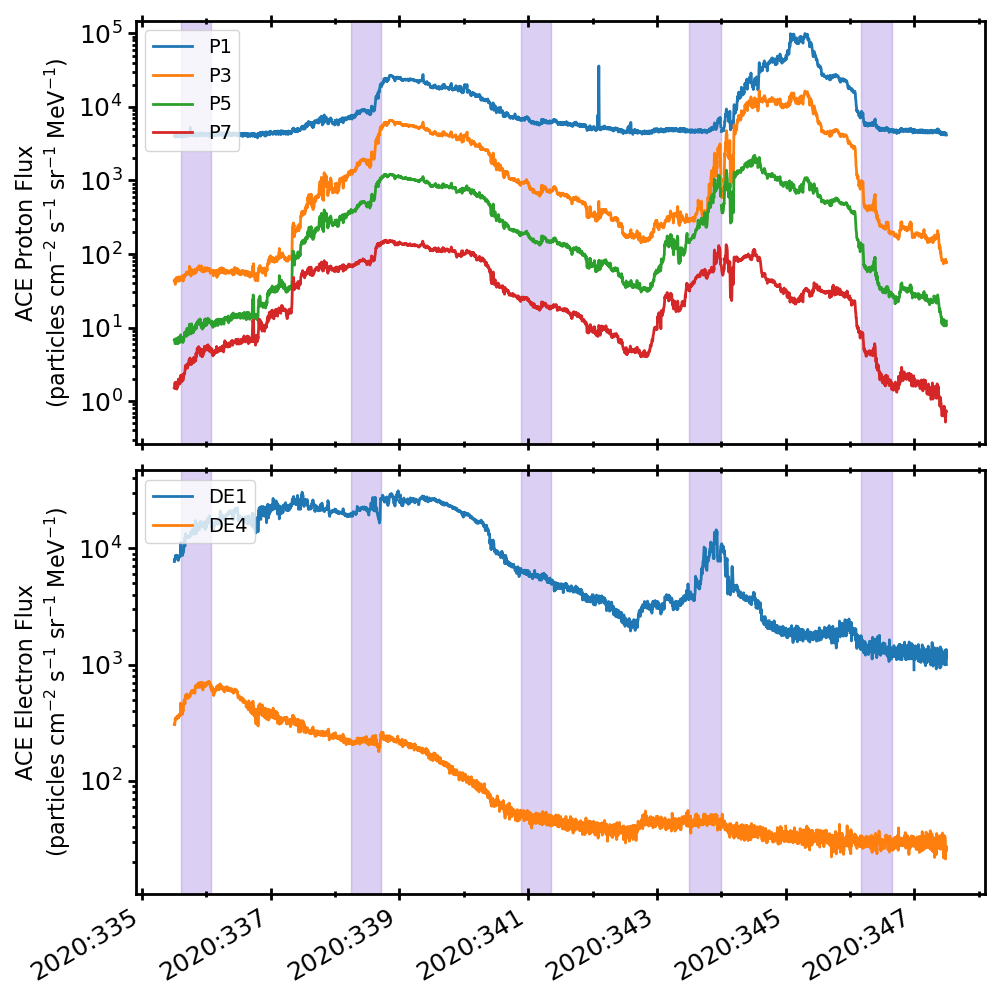 ACE Proton Flux
(particles cm⁻² s⁻¹ sr⁻¹ MeV⁻¹)
10⁵
10⁴
10³
10²
10¹
10⁰
P1
P3
P5
P7
ACE Electron Flux
(particles cm⁻² s⁻¹ sr⁻¹ MeV⁻¹)
10⁴
10³
10²
DE1
DE4
2020:335
2020:337
2020:339
2020:341
2020:343
2020:345
2020:347